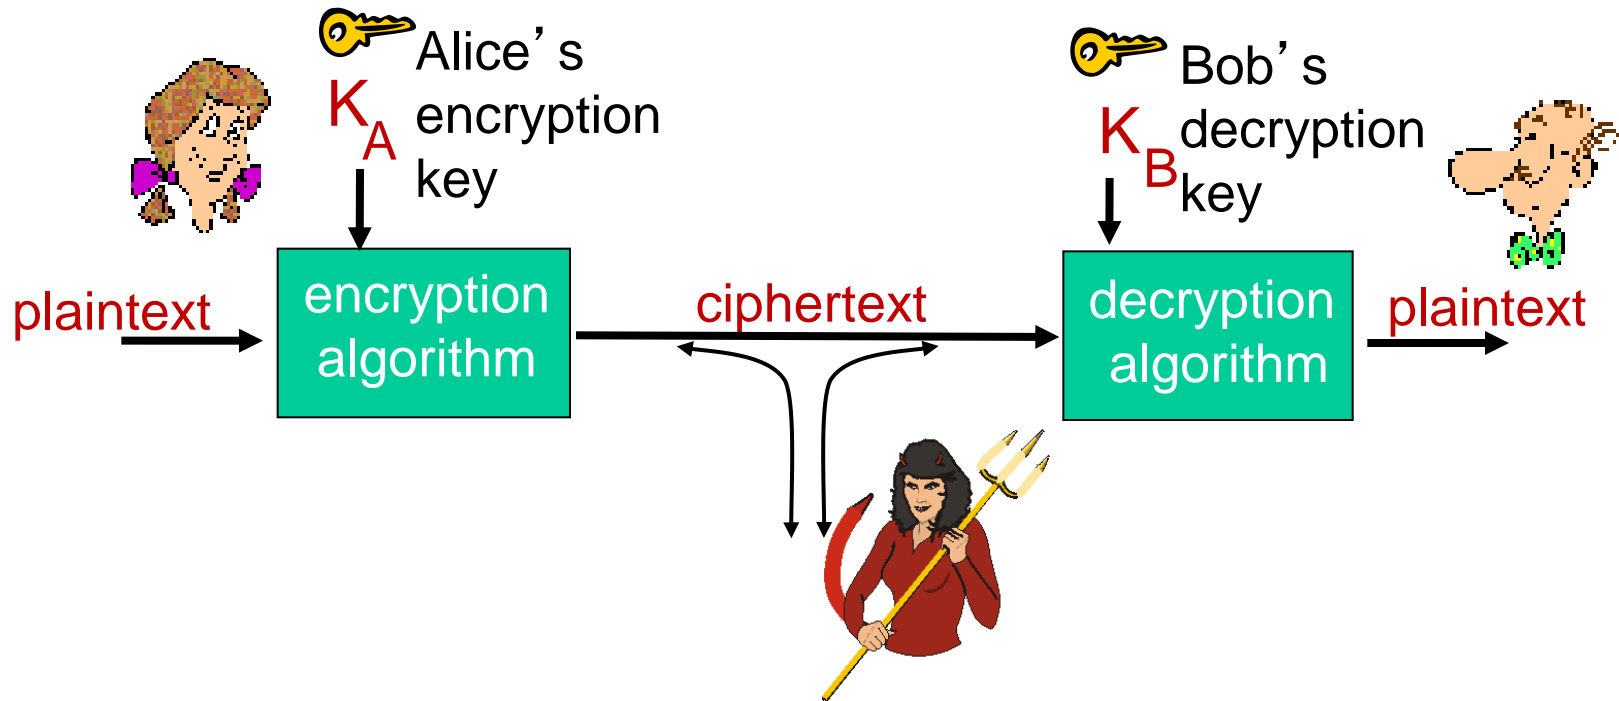 Alice’s
encryption
key
K
A
Bob’s
decryption
key
K
B
plaintext
encryption
algorithm
ciphertext
decryption
algorithm
plaintext